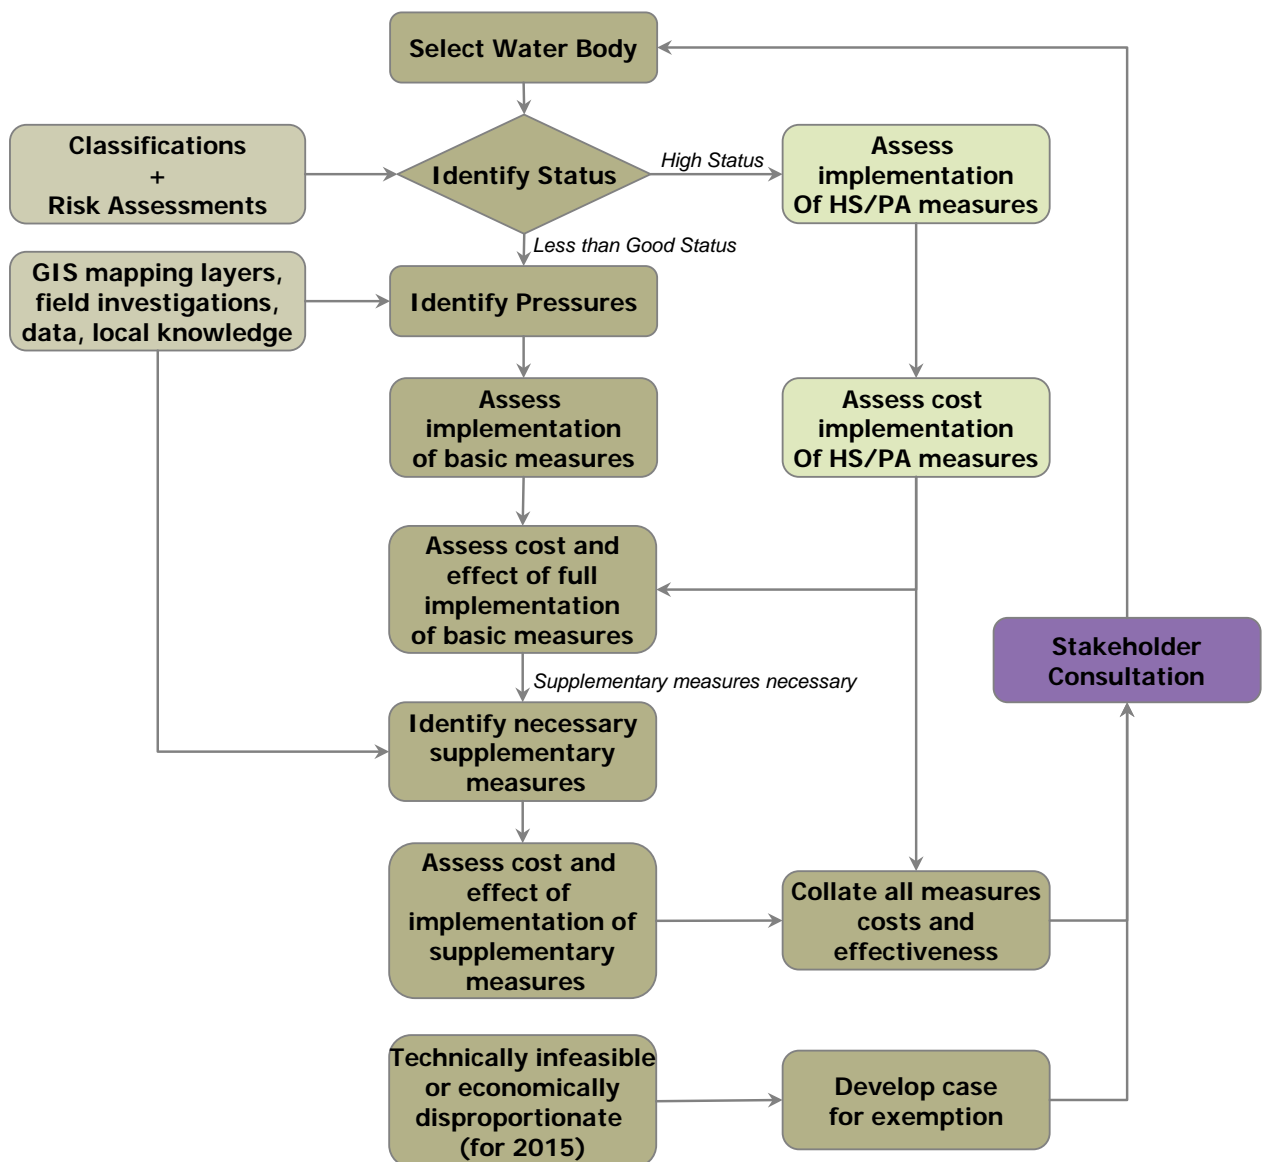 Select Water Body
Classifications
+
Risk Assessments
Identify Status
High Status
Assess
implementation
Of HS/PA measures
Less than Good Status
GIS mapping layers,
field investigations,
data, local knowledge
Identify Pressures
Assess
implementation
of basic measures
Assess cost
implementation
Of HS/PA measures
Assess cost and
effect of full
implementation
of basic measures
Stakeholder
Consultation
Supplementary measures necessary
Identify necessary
supplementary
measures
Assess cost and
effect of
implementation of
supplementary
measures
Collate all measures
costs and
effectiveness
Technically infeasible
or economically
disproportionate
(for 2015)
Develop case
for exemption